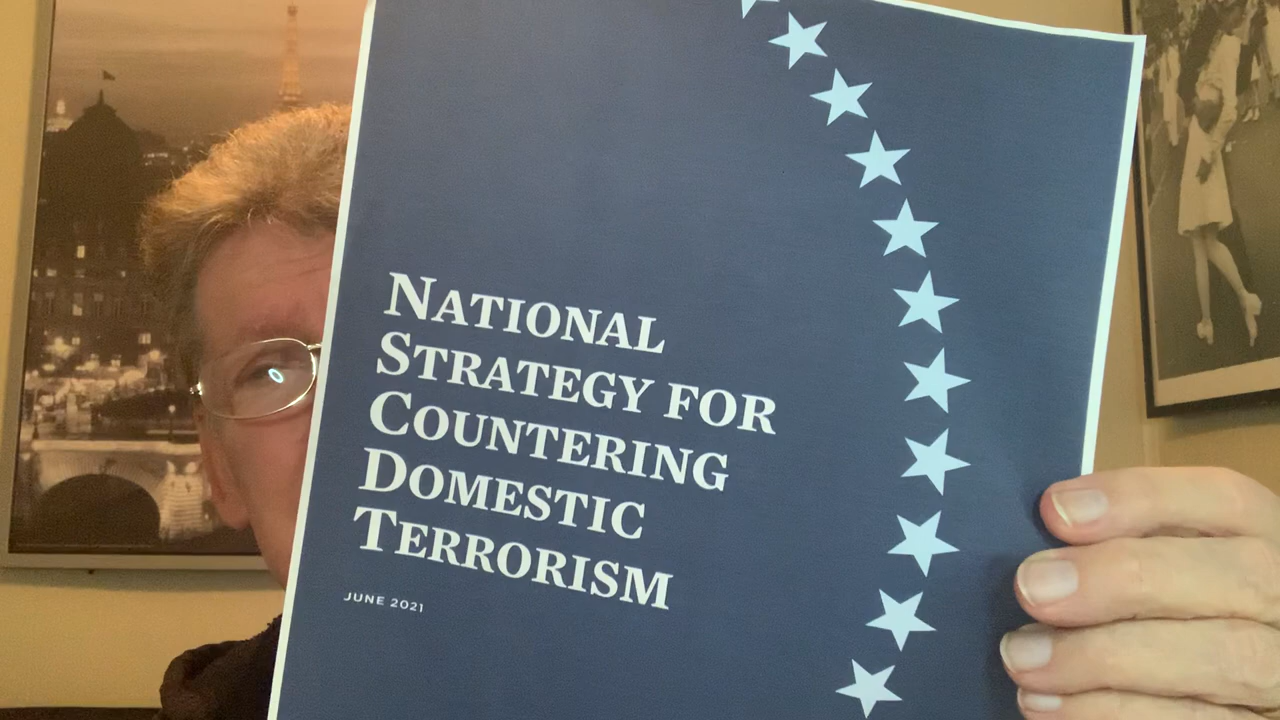 NATIONAL
STRATEGY FOR
COUNTERING
DOMESTIC
TERRORISM
JUNE 2021